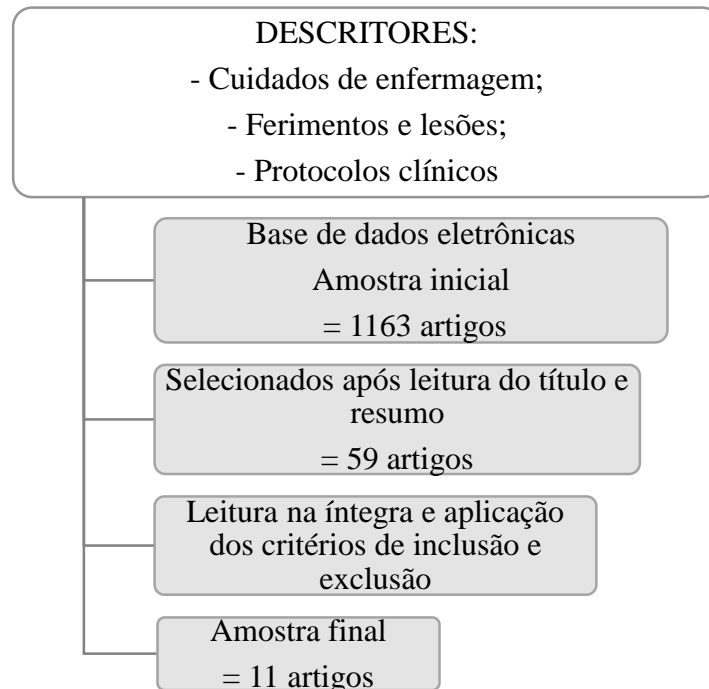 DESCRITORES:
- Cuidados de enfermagem;
- Ferimentos e lesões;
- Protocolos clínicos
Base de dados eletrônicas
Amostra inicial
= 1163 artigos
Selecionados após leitura do título e
resumo
= 59 artigos
Leitura na íntegra e aplicação
dos critérios de inclusão e
exclusão
Amostra final
= 11 artigos